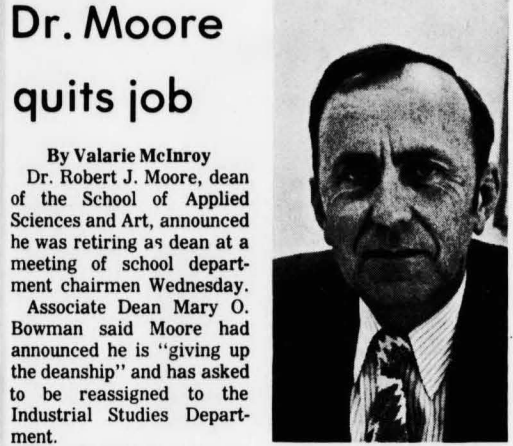 Dr. Moore
quits job
By Valarie McInroy
Dr. Robert J. Moore, dean
of the School of Applied
Sciences and Art, announced
he was retiring as dean at a
meeting of school depart-
ment chairmen Wednesday.
Associate Dean Mary O.
Bowman said Moore had
announced he is "giving up
the deanship" and has asked
to be reassigned to the
Industrial Studies Depart-
ment.